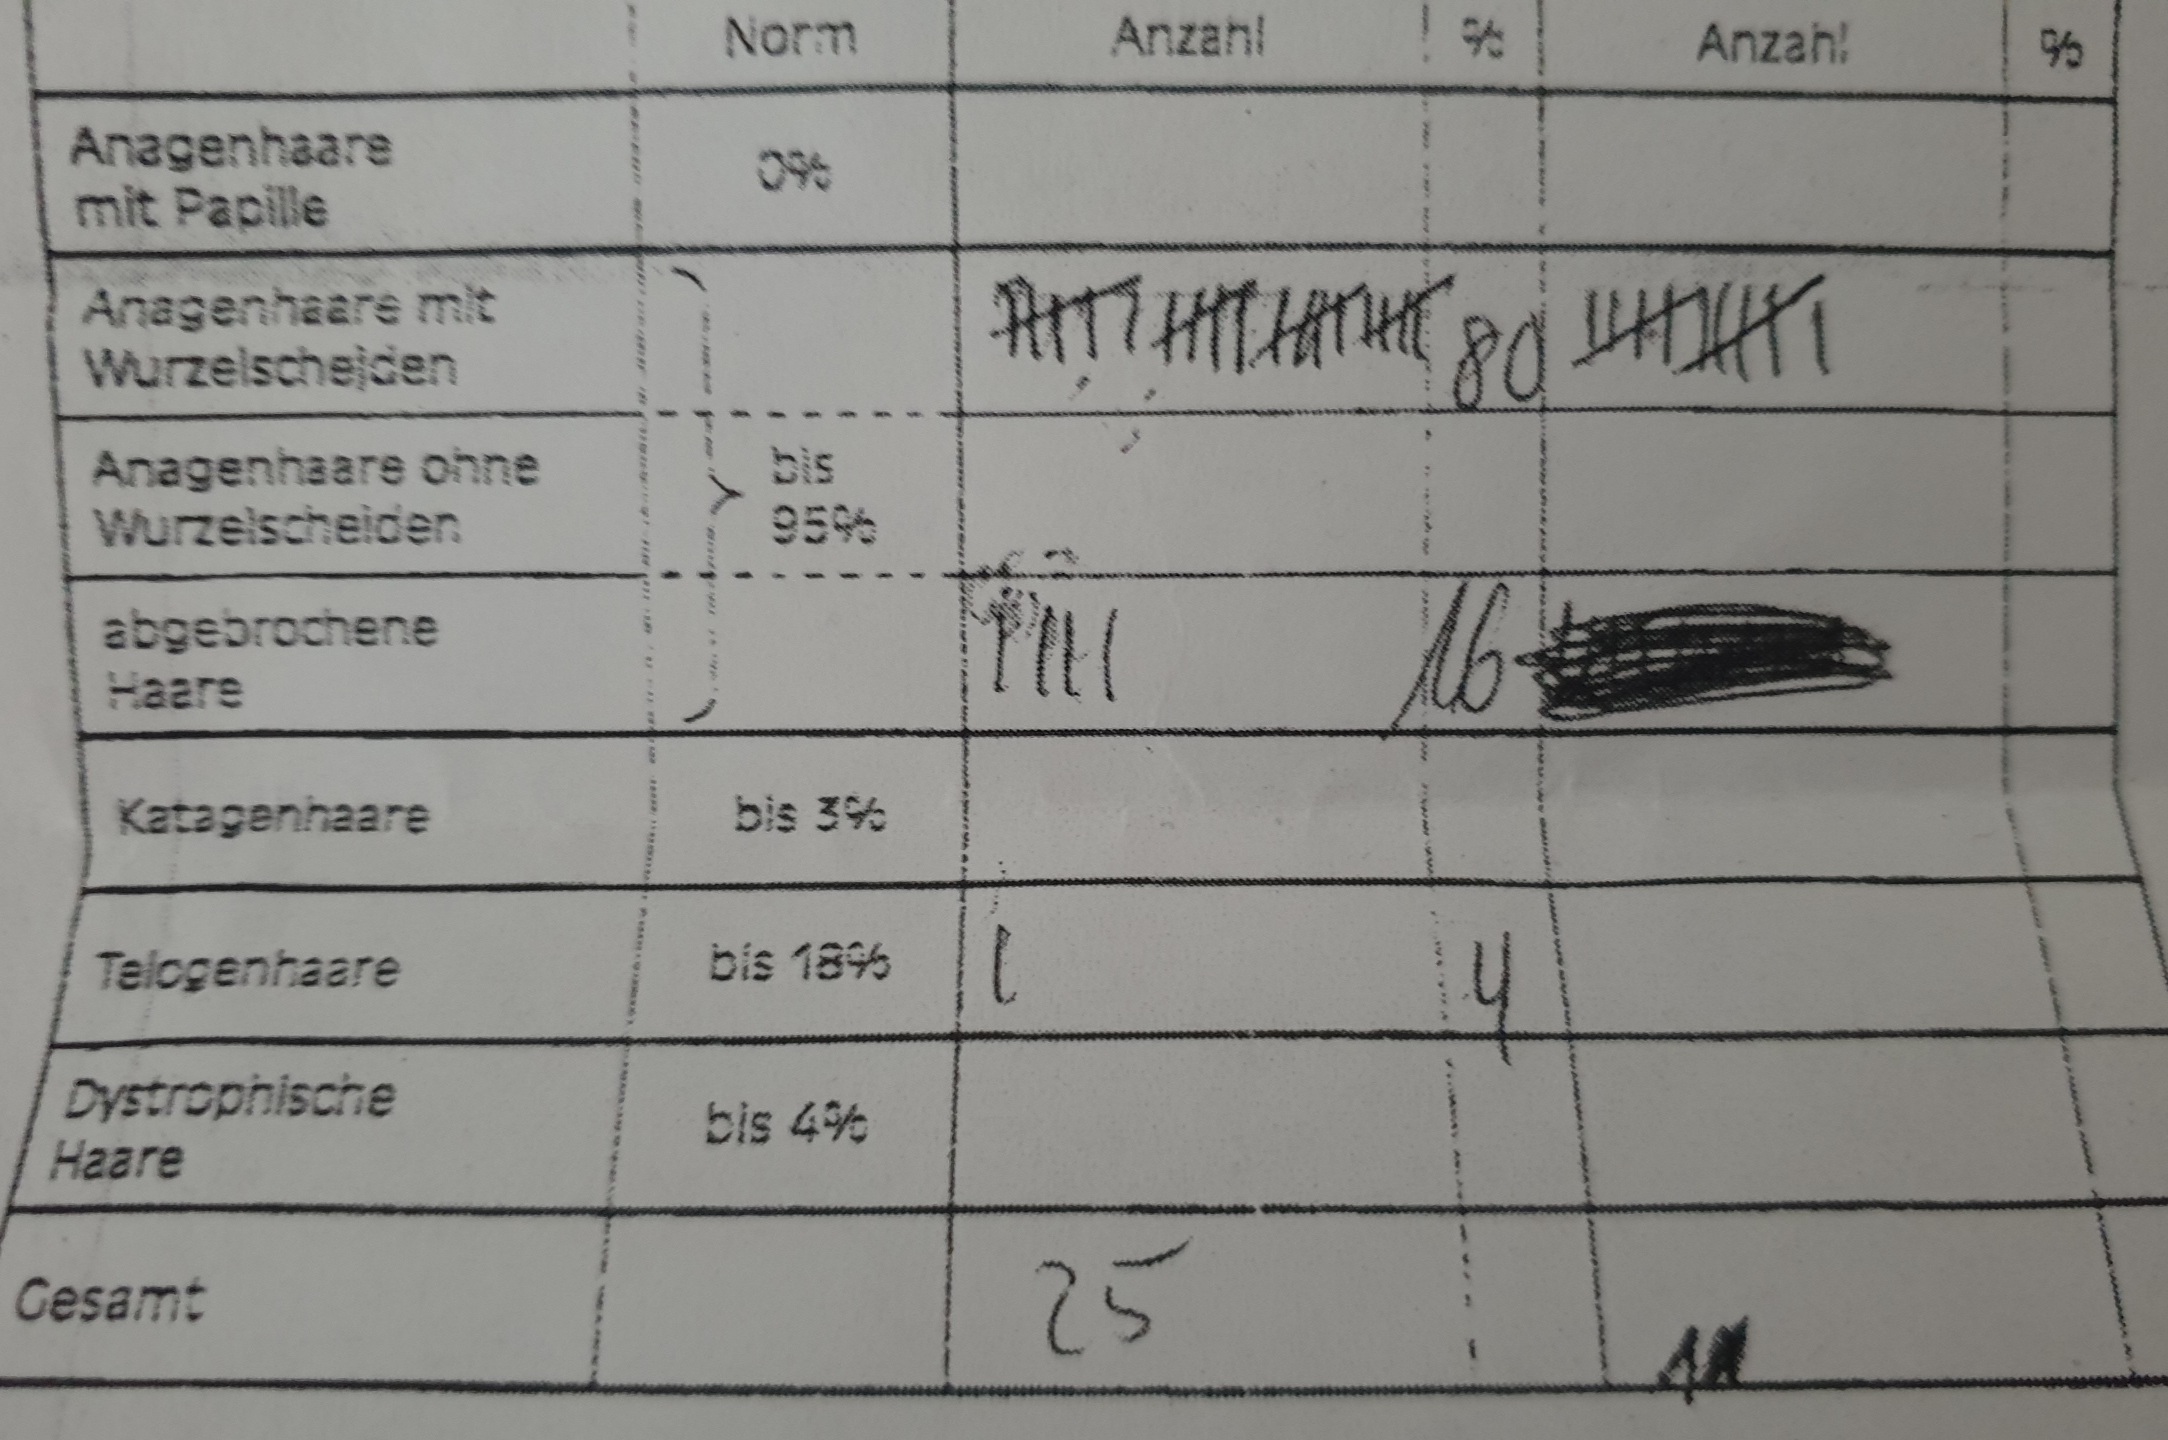 Norm Anzahl % Anzahl %
Anagenhaare
mit Papille
0%
Anagenhaare mit
Wurzelscheiden
80
Anagenhaare ohne
Wurzelscheiden
bis
95%
abgebrochene
Haare
16
Katagenhaare bis 3%
Telogenhaare bis 18% 1 4
Dystrophische
Haare
bis 4%
Gesamt 25